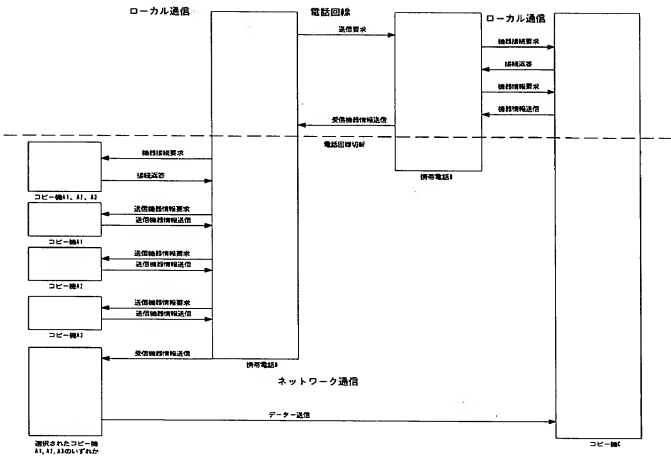 ローカル通信
電話回線
ローカル通信
送信要求
機器接続要求
接続返答
機器情報要求
機器情報送信
受信機器情報送信
電話回線切断
携帯電話B
機器接続要求
接続返答
コピー機A1、A2、A3
送信機器情報要求
送信機器情報送信
コピー機A1
送信機器情報要求
送信機器情報送信
コピー機A2
送信機器情報要求
送信機器情報送信
コピー機A3
受信機器情報送信
携帯電話A
ネットワーク通信
データー送信
選択されたコピー機
A1,A2,A3のいずれか
コピー機C